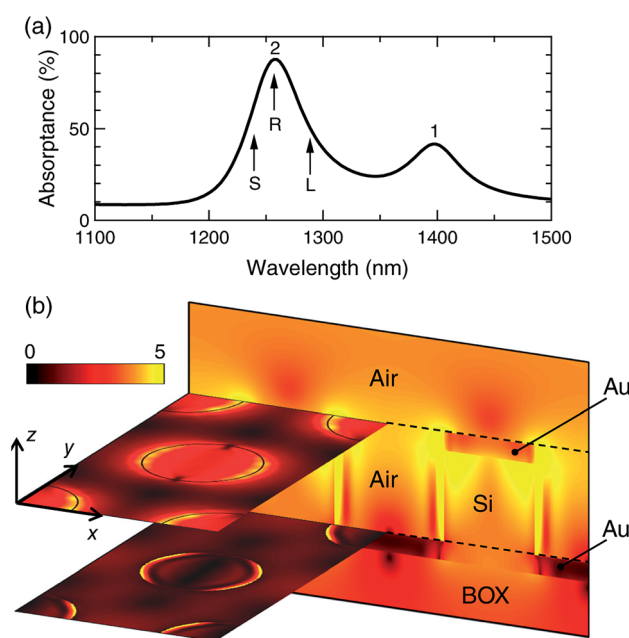 (a)
100
50
0
Absorptance (%)
2
R
S
L
1
1100
1200
1300
1400
1500
Wavelength (nm)
(b)
0
5
Air
Au
z
y
x
Air
Si
Au
BOX